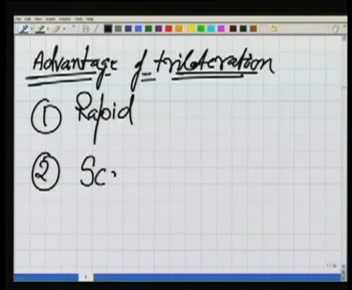 Advantage of trilateration
① Rapid
② Sc